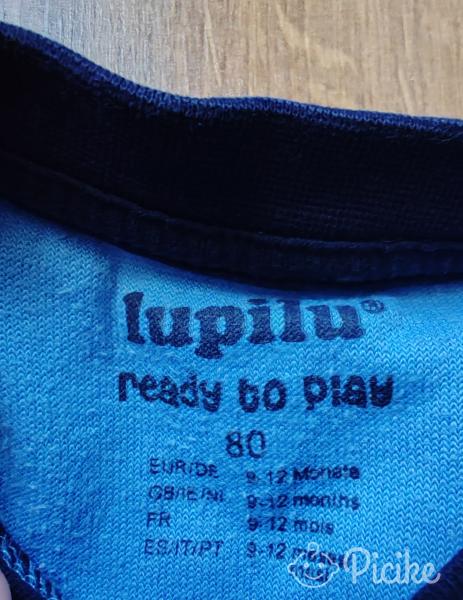 lupilu®
ready to play
80
EUR/DE 9-12 Monate
GB/IE/NI 9-12 months
FR 9-12 mois
ES/IT/PT 9-12 meses
Picike